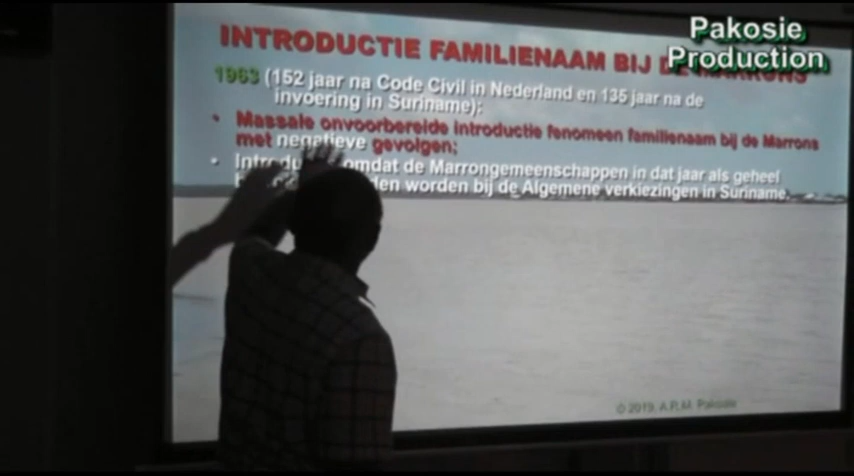 Pakosie
Production
INTRODUCTIE FAMILIENAAM BIJ
1963 (152 jaar na Code Civil in Nederland en 135 jaar na de
invoering in Suriname):
• Massale onvoorbereide introductie fenomeen familienaam bij de Marrons
met negatieve gevolgen;
• omdat de Marrongemeenschappen in dat jaar als geheel
worden bij de Algemene verkiezingen in Suriname.
© 2019. A.R.M. Pakosie